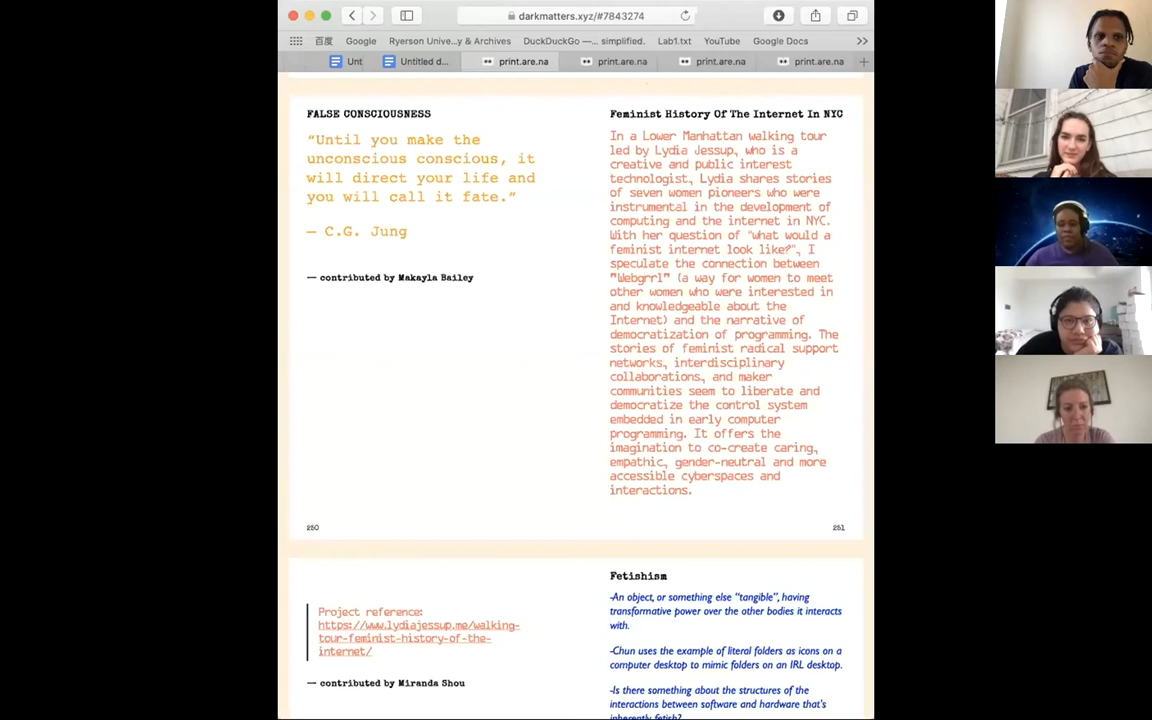 darkmatters.xyz/#7843274
百度 Google Ryerson Unive...y & Archives DuckDuckGo — ... simplified. Lab1.txt YouTube Google Docs
Unt Untitled d... print.are.na print.are.na print.are.na print.are.na
FALSE CONSCIOUSNESS
“Until you make the
unconscious conscious, it
will direct your life and
you will call it fate.”
— C.G. Jung
— contributed by Makayla Bailey
250
Feminist History Of The Internet In NYC
In a Lower Manhattan walking tour
led by Lydia Jessup, who is a
creative and public interest
technologist, Lydia shares stories
of seven women pioneers who were
instrumental in the development of
computing and the internet in NYC.
With her question of "what would a
feminist internet look like?", I
speculate the connection between
"Webgrrl" (a way for women to meet
other women who were interested in
and knowledgeable about the
Internet) and the narrative of
democratization of programming. The
stories of feminist radical support
networks, interdisciplinary
collaborations, and maker
communities seem to liberate and
democratize the control system
embedded in early computer
programming. It offers the
imagination to co-create caring,
empathic, gender-neutral and more
accessible cyberspaces and
interactions.
251
Project reference:
https://www.lydiajessup.me/walking-
tour-feminist-history-of-the-
internet/
— contributed by Miranda Shou
Fetishism
-An object, or something else “tangible”, having
transformative power over the other bodies it interacts
with.
-Chun uses the example of literal folders as icons on a
computer desktop to mimic folders on an IRL desktop.
-Is there something about the structures of the
interactions between software and hardware that's
inherently fetish?